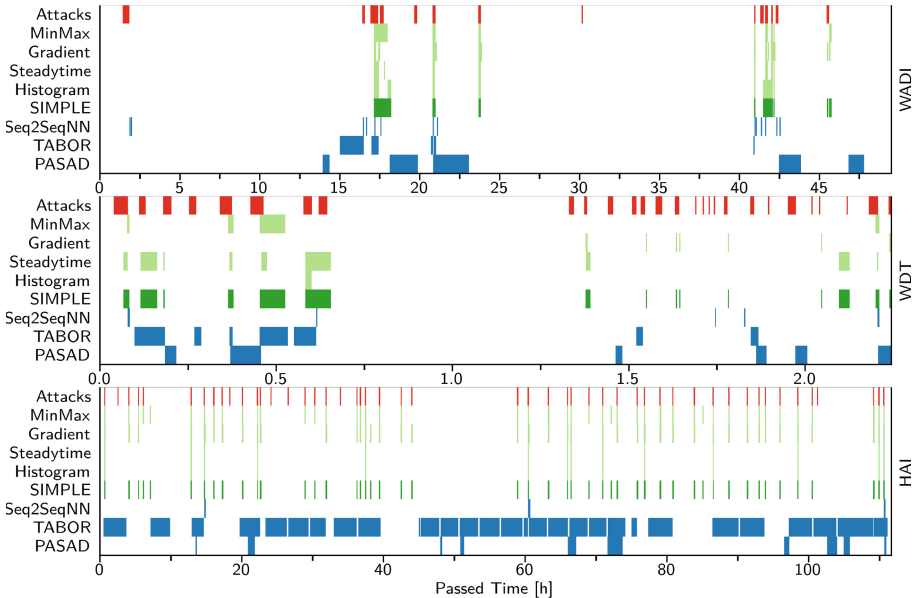 Attacks
MinMax
Gradient
Steadytime
Histogram
SIMPLE
Seq2SeqNN
TABOR
PASAD
WADI
0 5 10 15 20 25 30 35 40 45
Attacks
MinMax
Gradient
Steadytime
Histogram
SIMPLE
Seq2SeqNN
TABOR
PASAD
WDT
0.0 0.5 1.0 1.5 2.0
Attacks
MinMax
Gradient
Steadytime
Histogram
SIMPLE
Seq2SeqNN
TABOR
PASAD
HAI
0 20 40 60 80 100
Passed Time [h]